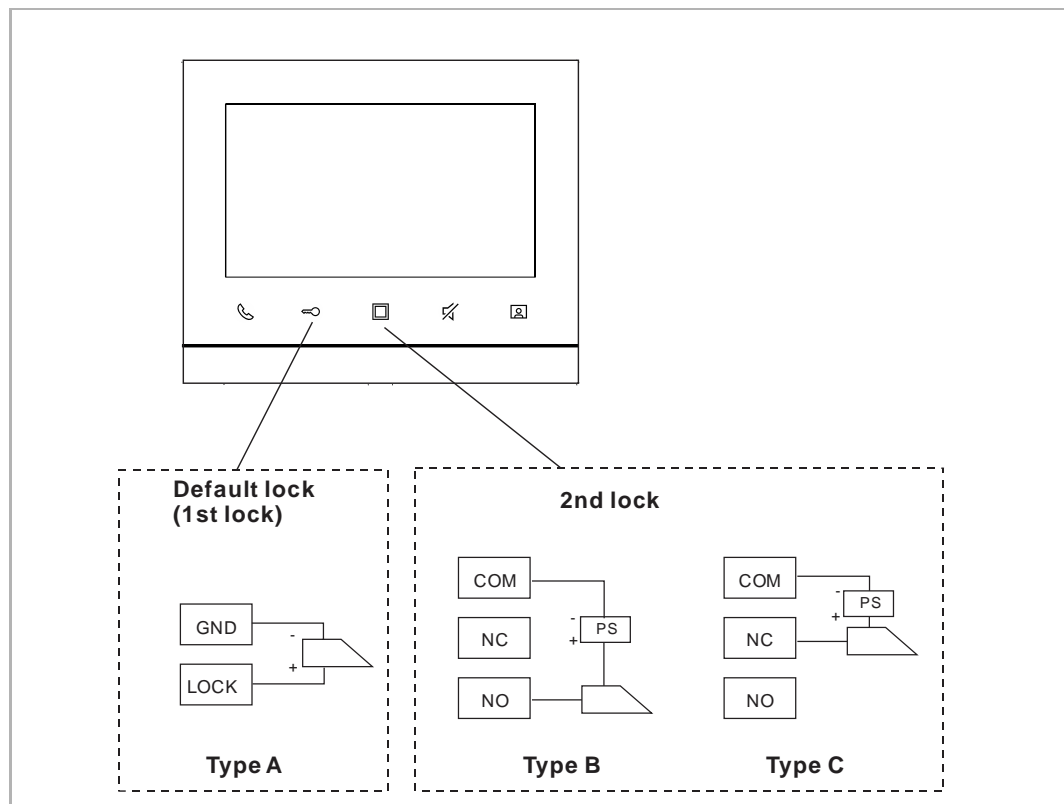 Default lock
(1st lock)
GND
-
+
LOCK
Type A
2nd lock
COM
-
+
PS
NC
NO
Type B
COM
-
+
PS
NC
NO
Type C